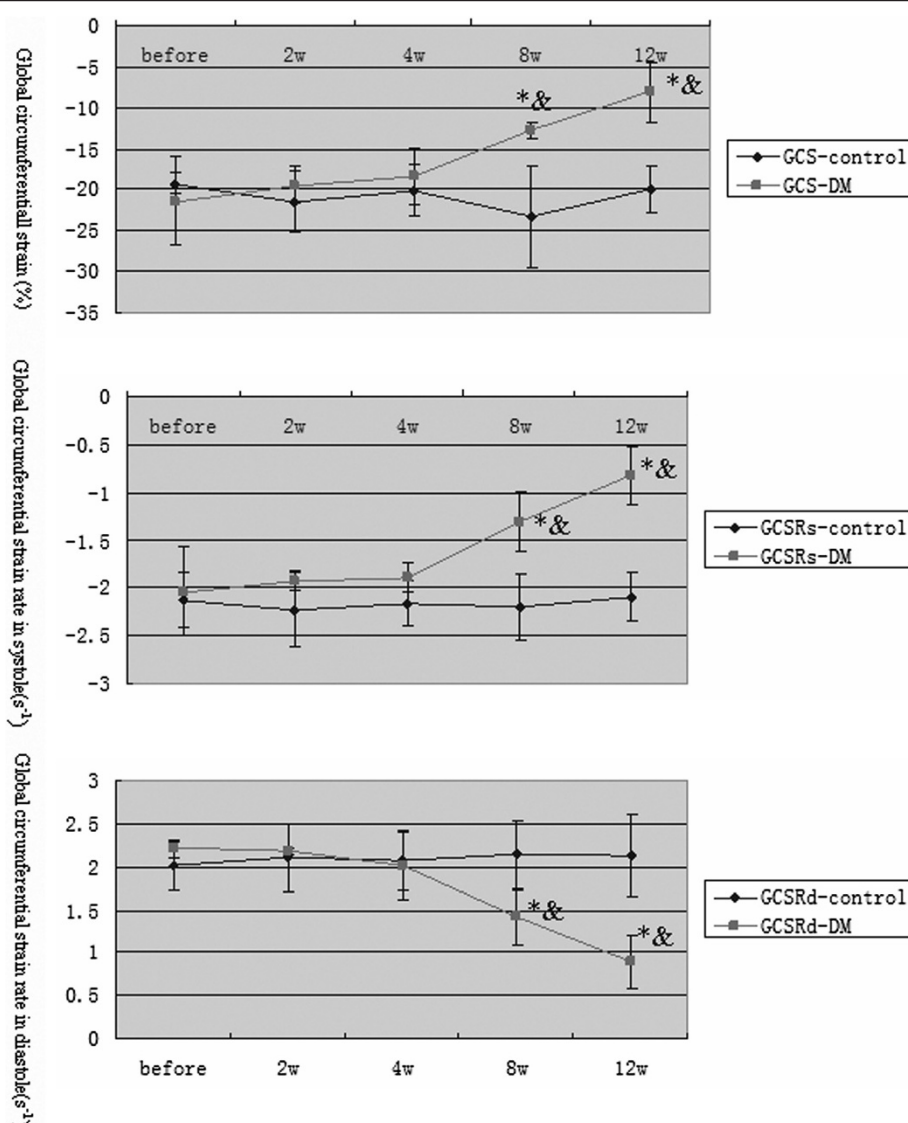 Global circumferentiall strain (%)
0
-5
-10
-15
-20
-25
-30
-35
before 2w 4w 8w 12w
*& *&
GCS-control
GCS-DM
Global circumferential strain rate in systole(s-1)
0
-0.5
-1
-1.5
-2
-2.5
-3
before 2w 4w 8w 12w
*& *&
GCSRs-control
GCSRs-DM
Global circumferential strain rate in diastole(s-1)
3
2.5
2
1.5
1
0.5
0
*& *&
before 2w 4w 8w 12w
GCSRd-control
GCSRd-DM